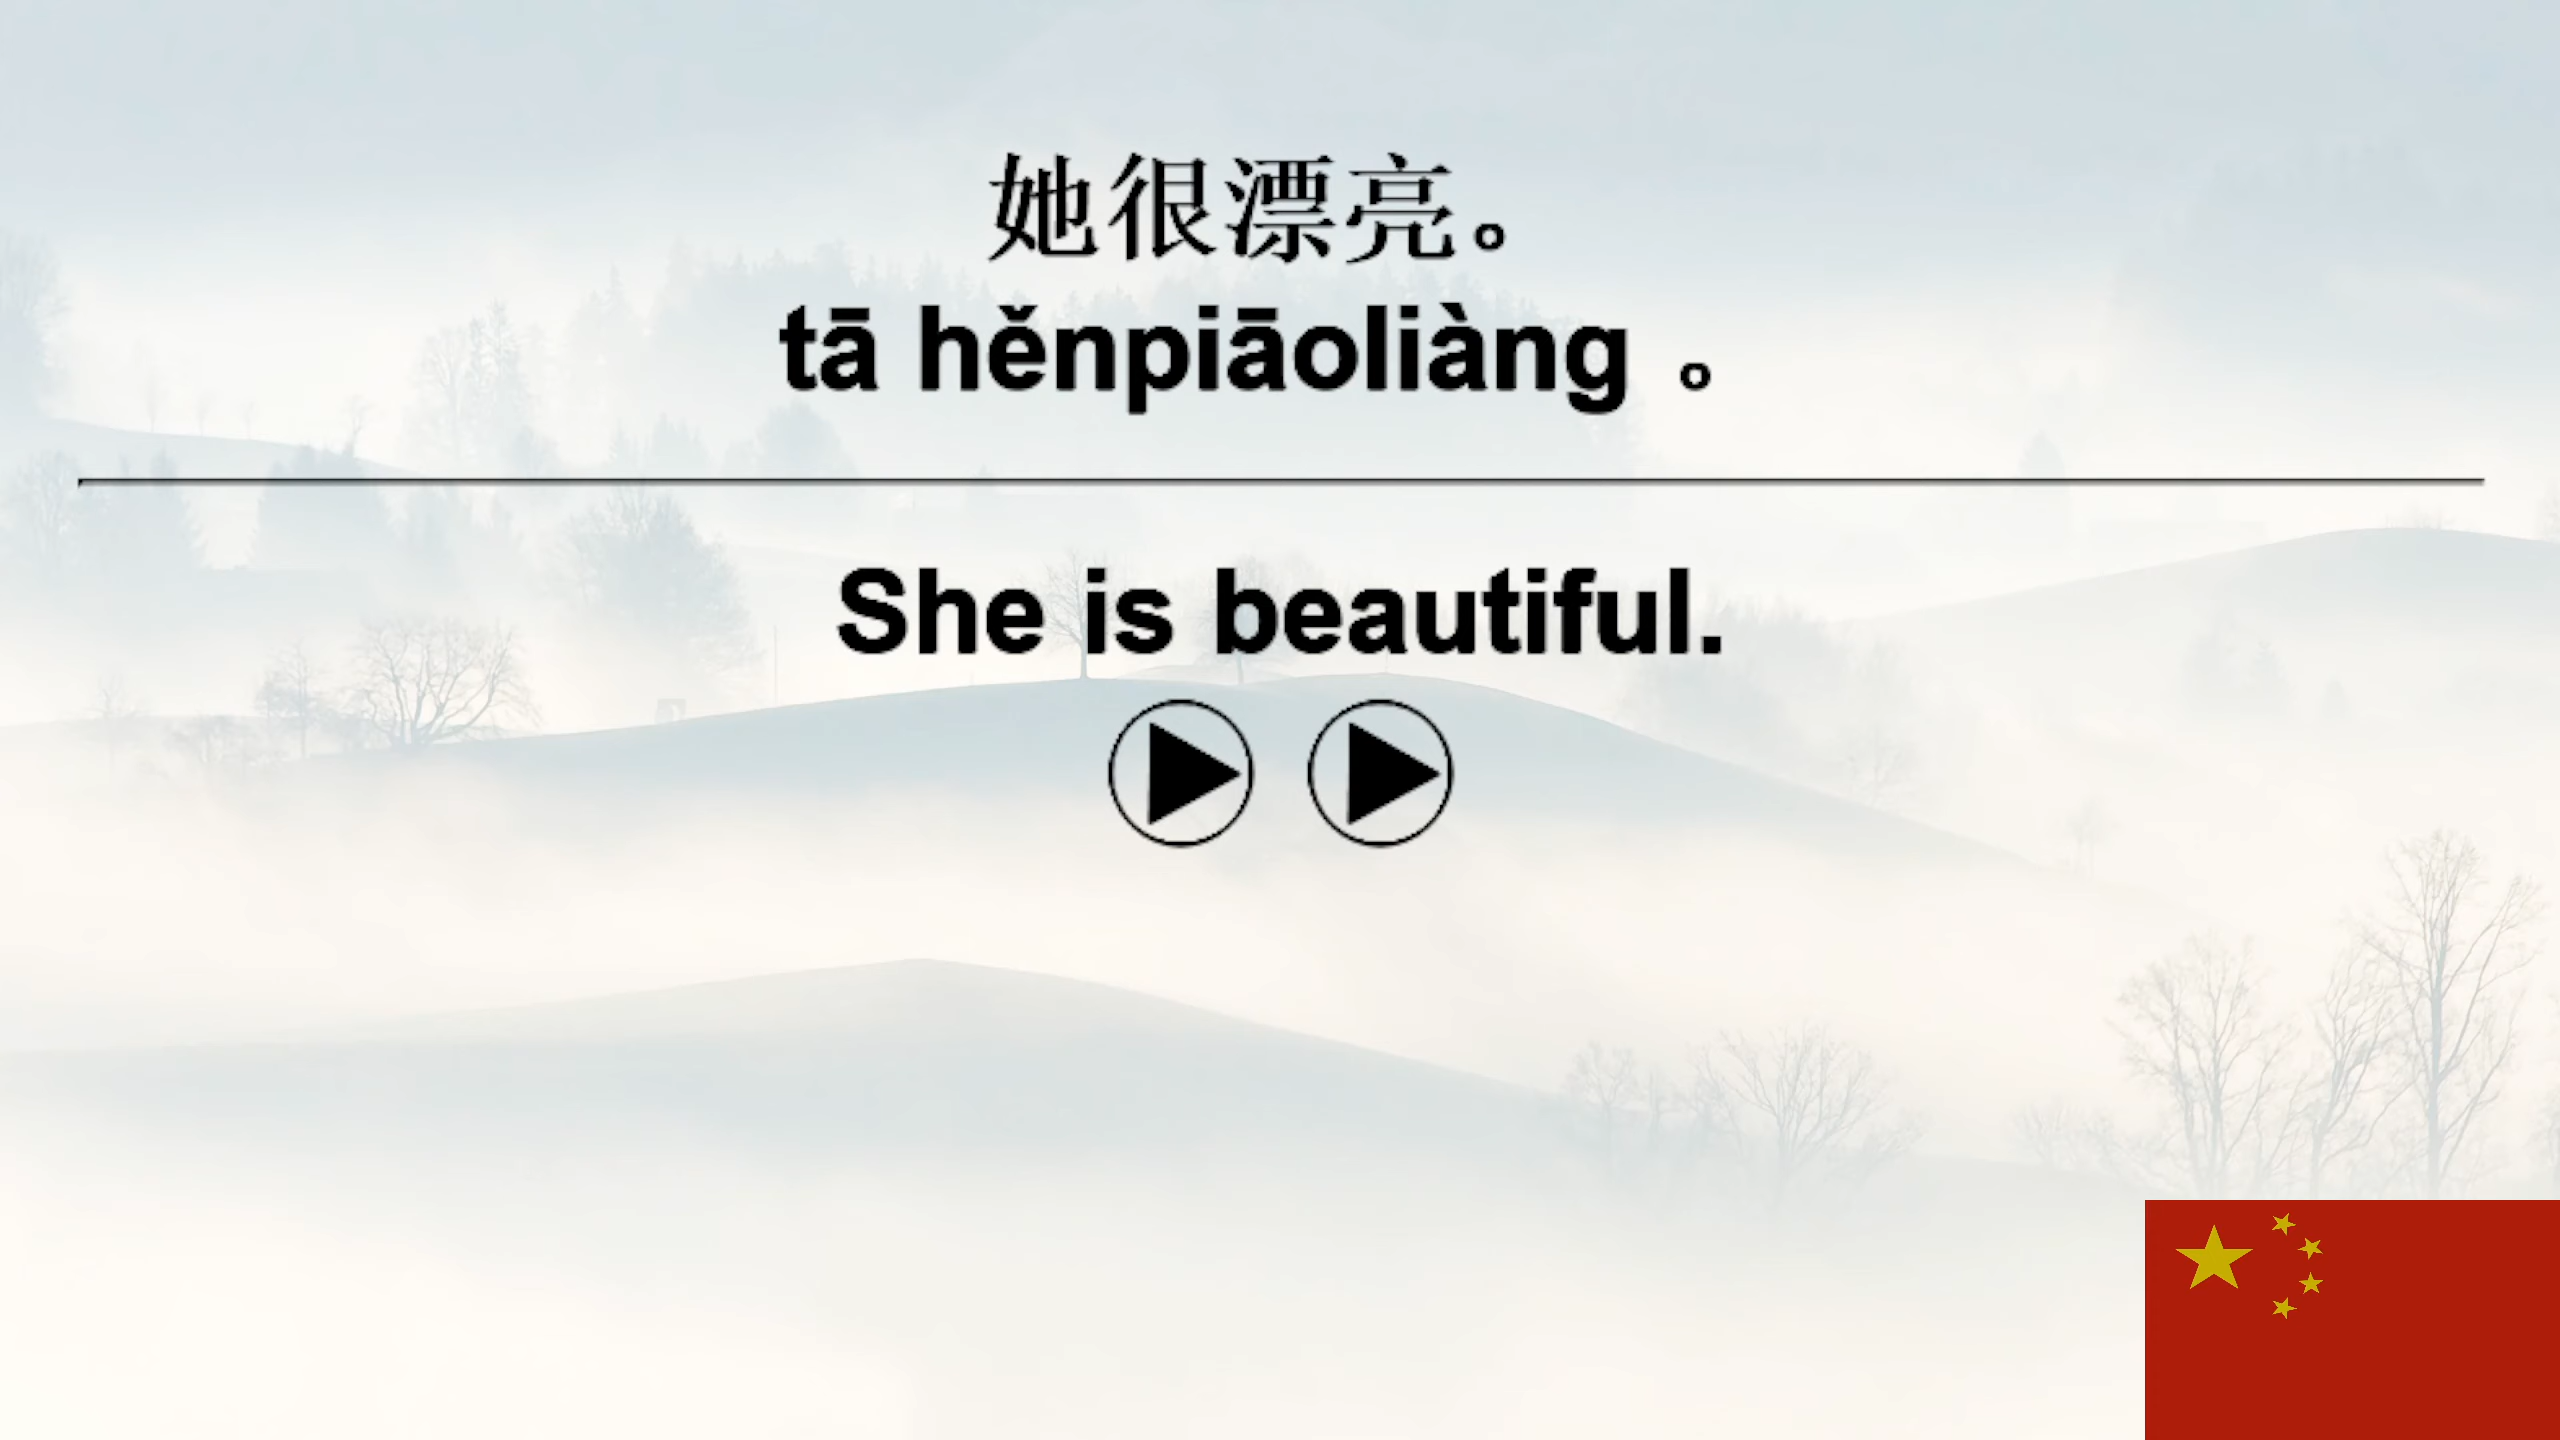 她很漂亮。
tā hěnpiāoliàng 。
She is beautiful.